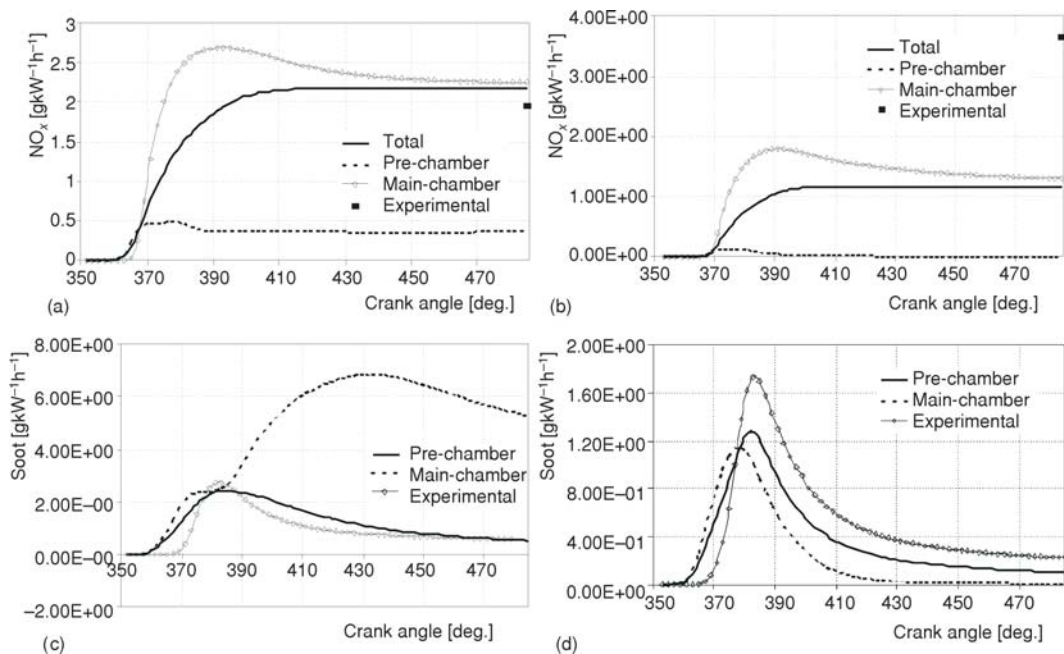 3
2.5
2
1.5
1
0.5
0
NOₓ [gkW⁻¹h⁻¹]
Total
Pre-chamber
Main-chamber
Experimental
350 370 390 410 430 450 470
Crank angle [deg.]
(a)
4.00E+00
3.00E+00
2.00E+00
1.00E+00
0.00E+00
NOₓ [gkW⁻¹h⁻¹]
Total
Pre-chamber
Main-chamber
Experimental
350 370 390 410 430 450 470
Crank angle [deg.]
(b)
8.00E+00
6.00E+00
4.00E+00
2.00E+00
0.00E–00
–2.00E+00
Soot [gkW⁻¹h⁻¹]
Pre-chamber
Main-chamber
Experimental
350 370 390 410 430 450 470
Crank angle [deg.]
(c)
2.00E+00
1.60E+00
1.20E+00
8.00E–01
4.00E–01
0.00E+00
Soot [gkW⁻¹h⁻¹]
Pre-chamber
Main-chamber
Experimental
350 370 390 410 430 450 470
Crank angle [deg.]
(d)